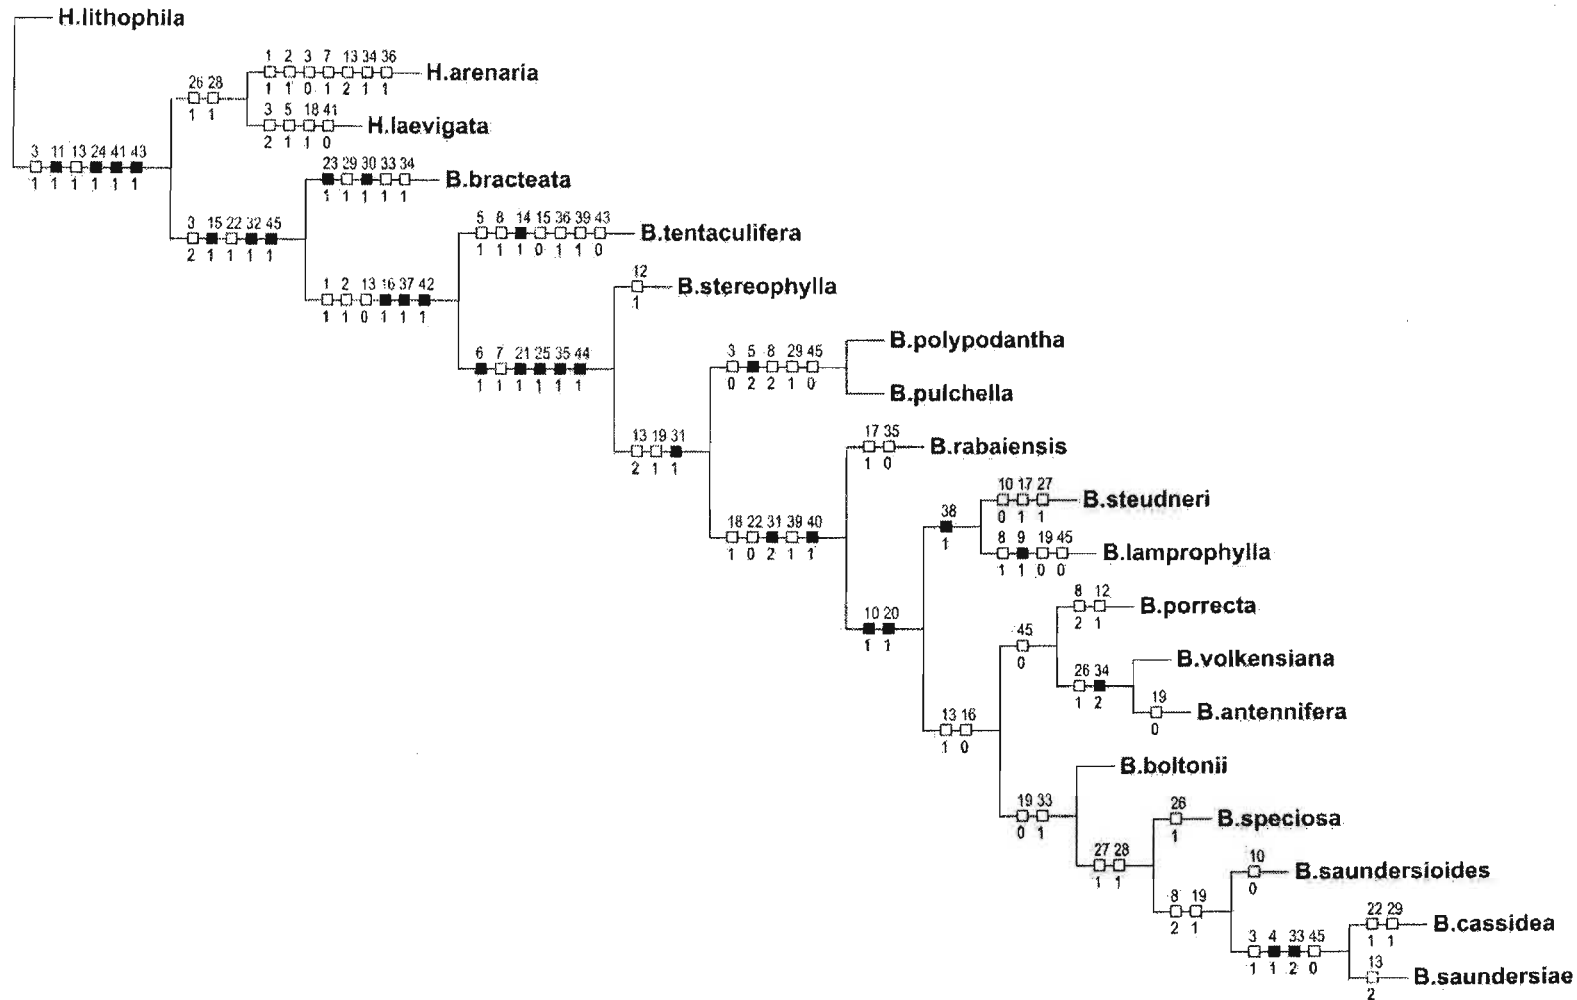 H.lithophila
1 2 3 7 13 34 36
H.arenaria
1 1 0 1 2 1 1
26 28
1 1
3 5 18 41
H.laevigata
2 1 1 0
3 11 13 24 41 43
1 1 1 1 1 1
23 29 30 33 34
B.bracteata
1 1 1 1 1
3 15 22 32 45
2 1 1 1 1
5 8 14 15 36 39 43
B.tentaculifera
1 1 1 0 1 1 0
1 2 13 16 37 42
1 1 0 1 1 1
12
B.stereophylla
1
6 7 21 25 35 44
1 1 1 1 1 1
B.polypodantha
3 5 8 29 45
0 2 2 1 0
B.pulchella
13 19 31
2 1 1
17 35
B.rabaiensis
1 0
10 17 27
B.steudneri
0 1 1
18 22 31 39 40
1 0 2 1 1
38
1
8 9 19 45
B.lamprophylla
1 1 0 0
8 12
B.porrecta
2 1
10 20
1 1
45
0
B.volkensiana
26 34
1 2
19
B.antennifera
0
13 16
1 0
B.boltonii
19 33
0 1
26
B.speciosa
1
27 28
1 1
10
B.saundersioides
0
8 19
2 1
22 29
B.cassidea
1 1
3 4 33 45
1 1 2 0
13
B.saundersiae
2